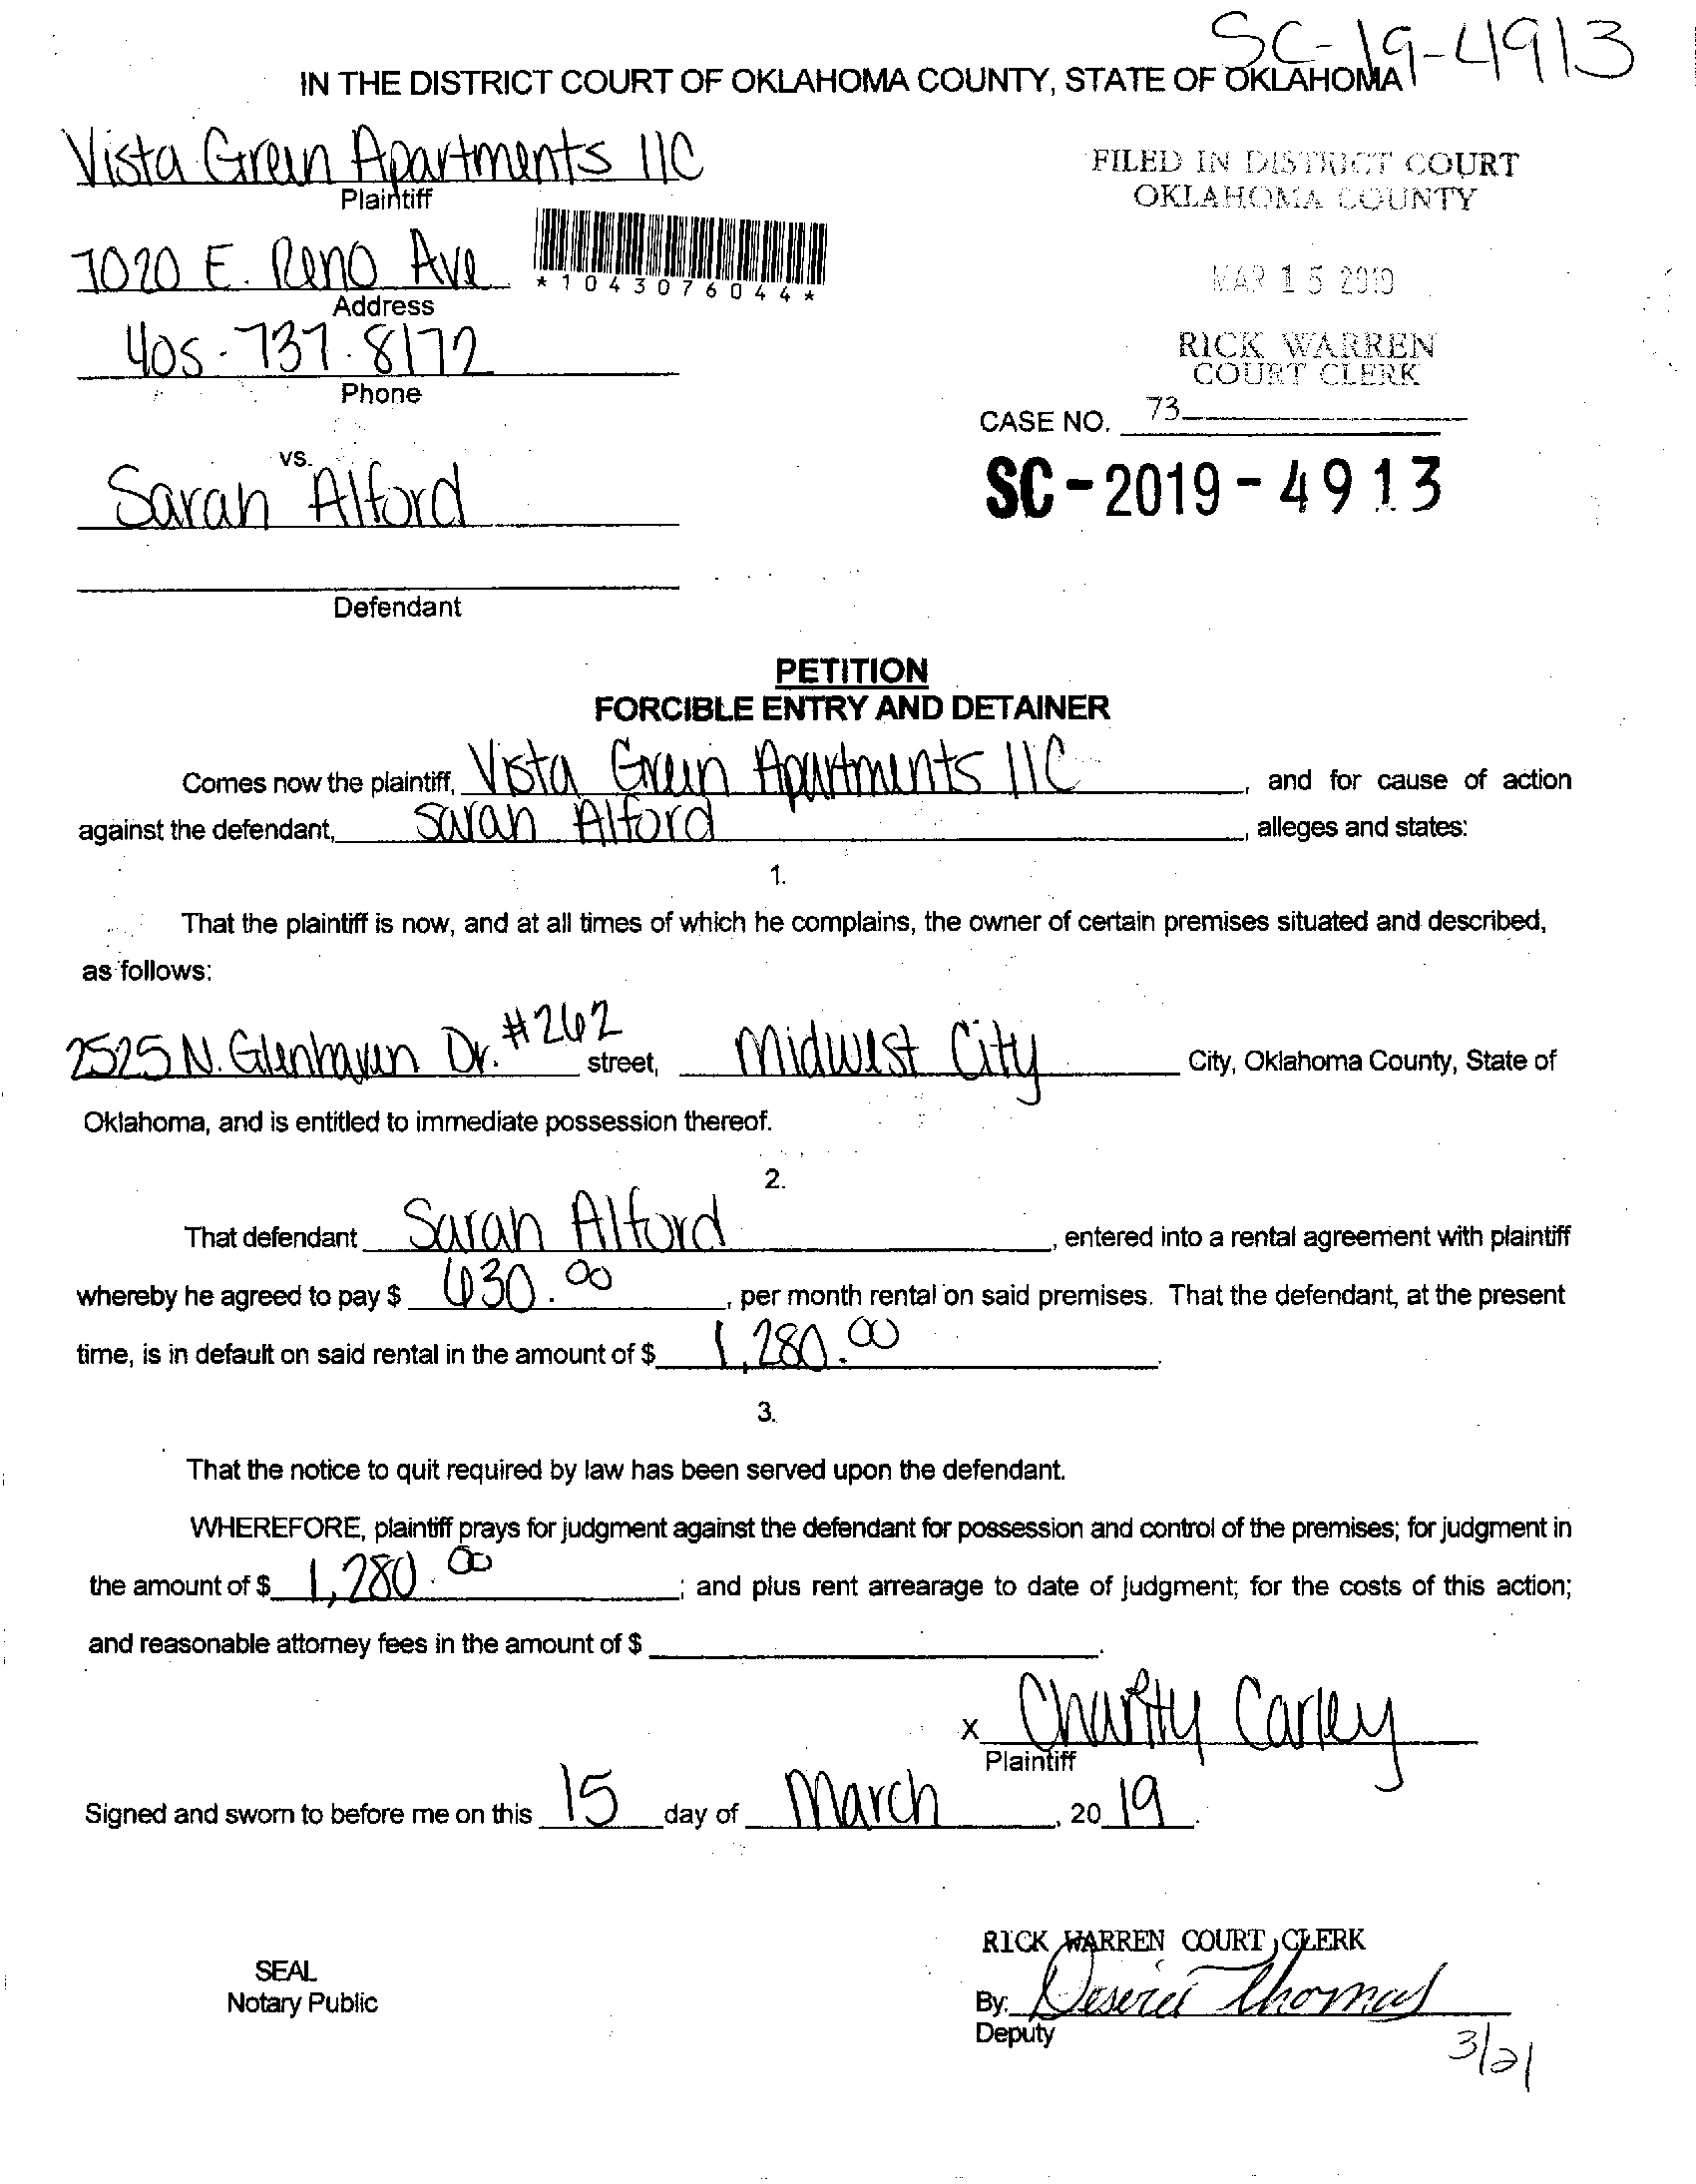 SC-19-4913
IN THE DISTRICT COURT OF OKLAHOMA COUNTY, STATE OF OKLAHOMA
Vista Green Apartments llC
Plaintiff
FILED IN DISTRICT COURT
OKLAHOMA COUNTY
7020 E. Reno Ave
*1043076044*
Address
MAR 15 2019
405-737-8172
Phone
RICK WARREN
COURT CLERK
CASE NO. 73
vs.
Sarah Alford
SC-2019-4913
Defendant
PETITION
FORCIBLE ENTRY AND DETAINER
Comes now the plaintiff, Vista Green Apartments llC, and for cause of action
against the defendant, Sarah Alford, alleges and states:
1.
That the plaintiff is now, and at all times of which he complains, the owner of certain premises situated and described,
as follows:
2525 N. Glenhaven Dr. #262 street, Midwest City City, Oklahoma County, State of
Oklahoma, and is entitled to immediate possession thereof.
2.
That defendant Sarah Alford, entered into a rental agreement with plaintiff
whereby he agreed to pay $ 630.00, per month rental on said premises. That the defendant, at the present
time, is in default on said rental in the amount of $ 1,280.00.
3.
That the notice to quit required by law has been served upon the defendant.
WHEREFORE, plaintiff prays for judgment against the defendant for possession and control of the premises; for judgment in
the amount of $ 1,280.00; and plus rent arrearage to date of judgment; for the costs of this action;
and reasonable attorney fees in the amount of $ .
X Charity Carley
Plaintiff
Signed and sworn to before me on this 15 day of March, 20 19.
RICK WARREN COURT CLERK
SEAL
Notary Public
By: Deseree Thomas
Deputy
3/21